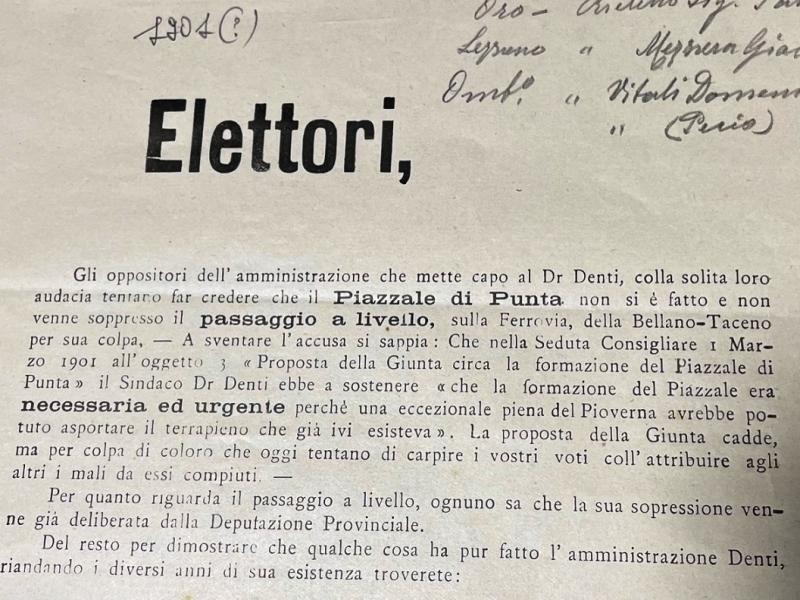 1901(?)
Oro -
Lezzeno " Mezzera
Omb.o " Vitali
" (Perio)
Elettori,
Gli oppositori dell'amministrazione che mette capo al Dr Denti, colla solita loro
audacia tentano far credere che il Piazzale di Punta non si é fatto e non
venne soppresso il passaggio a livello, sulla Ferrovia, della Bellano-Taceno
per sua colpa, — A sventare l'accusa si sappia: Che nella Seduta Consigliare 1 Mar-
zo 1901 all'oggetto 3 «Proposta della Giunta circa la formazione del Piazzale di
Punta» il Sindaco Dr Denti ebbe a sostenere «che la formazione del Piazzale era
necessaria ed urgente perchè una eccezionale piena del Pioverna avrebbe po-
tuto asportare il terrapieno che già ivi esisteva». La proposta della Giunta cadde,
ma per colpa di coloro che oggi tentano di carpire i vostri voti coll'attribuire agli
altri i mali da essi compiuti. —
Per quanto riguarda il passaggio a livello, ognuno sa che la sua sopressione ven-
ne già deliberata dalla Deputazione Provinciale.
Del resto per dimostrare che qualche cosa ha pur fatto l'amministrazione Denti,
riandando i diversi anni di sua esistenza troverete: